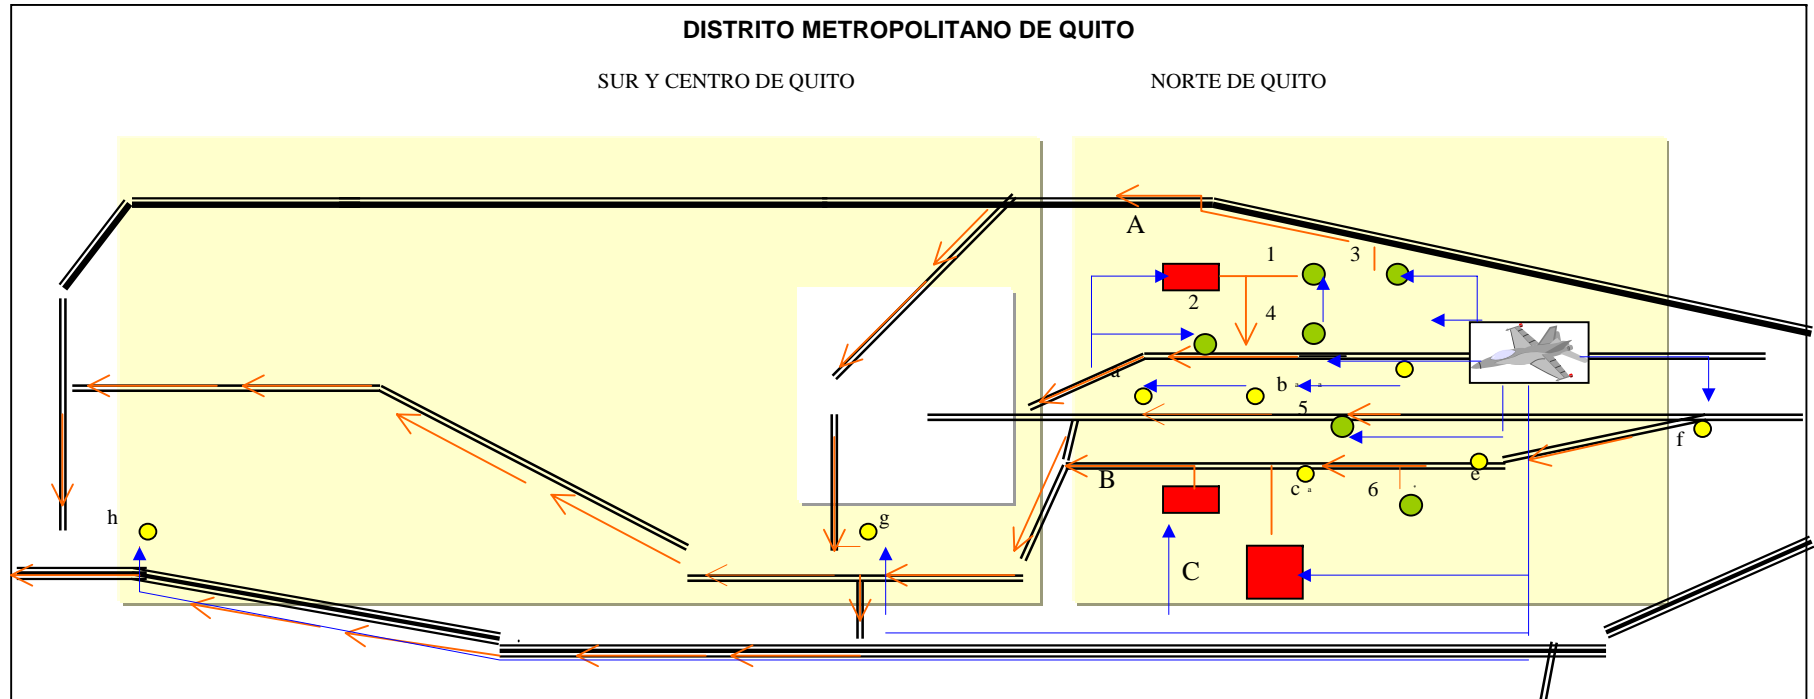 DISTRITO METROPOLITANO DE QUITO
SUR Y CENTRO DE QUITO NORTE DE QUITO
A
1 3
2 4
a
b a a
5
f
B c a 6 e
h g
C